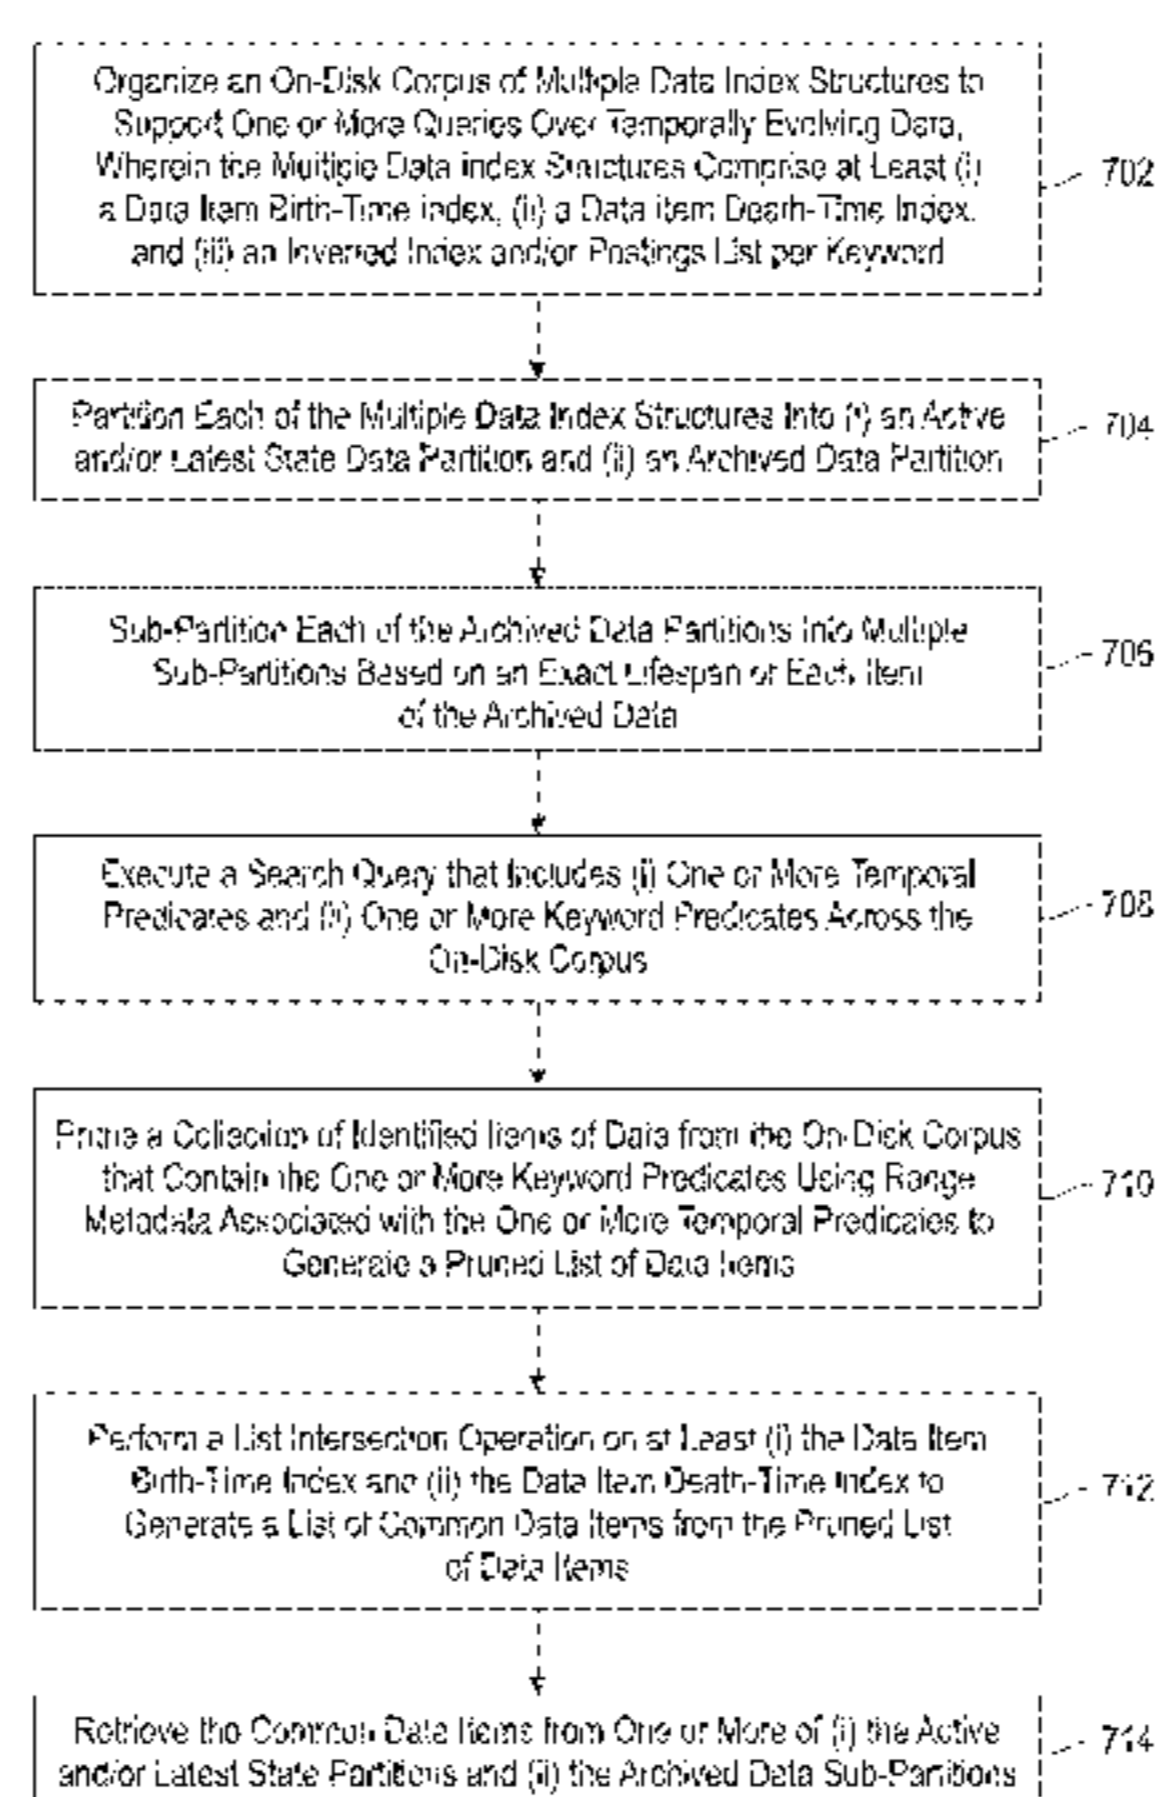 Organize an On-Disk Corpus of Multiple Data Index Structures to
Support One or More Queries Over Temporally Evolving Data,
Wherein the Multiple Data Index Structures Comprise at Least (i)
a Data Item Birth-Time Index, (ii) a Data Item Death-Time Index,
and (iii) an Inverted Index and/or Postings List per Keyword
702
Partition Each of the Multiple Data Index Structures Into (i) an Active
and/or Latest State Data Partition and (ii) an Archived Data Partition
704
Sub-Partition Each of the Archived Data Partitions Into Multiple
Sub-Partitions Based on an Exact Lifespan of Each Item
of the Archived Data
706
Execute a Search Query that Includes (i) One or More Temporal
Predicates and (ii) One or More Keyword Predicates Across the
On-Disk Corpus
708
Prune a Collection of Identified Items of Data from the On-Disk Corpus
that Contain the One or More Keyword Predicates Using Range
Metadata Associated with the One or More Temporal Predicates to
Generate a Pruned List of Data Items
710
Perform a List Intersection Operation on at Least (i) the Data Item
Birth-Time Index and (ii) the Data Item Death-Time Index to
Generate a List of Common Data Items from the Pruned List
of Data Items
712
Retrieve the Common Data Items from One or More of (i) the Active
and/or Latest State Partitions and (ii) the Archived Data Sub-Partitions
714